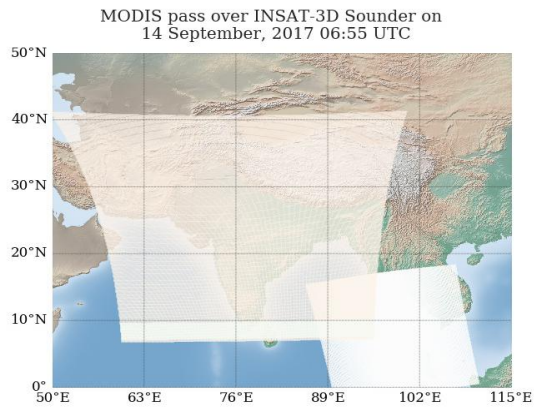 MODIS pass over INSAT-3D Sounder on
14 September, 2017 06:55 UTC
50°N
40°N
30°N
20°N
10°N
0°
50°E 63°E 76°E 89°E 102°E 115°E